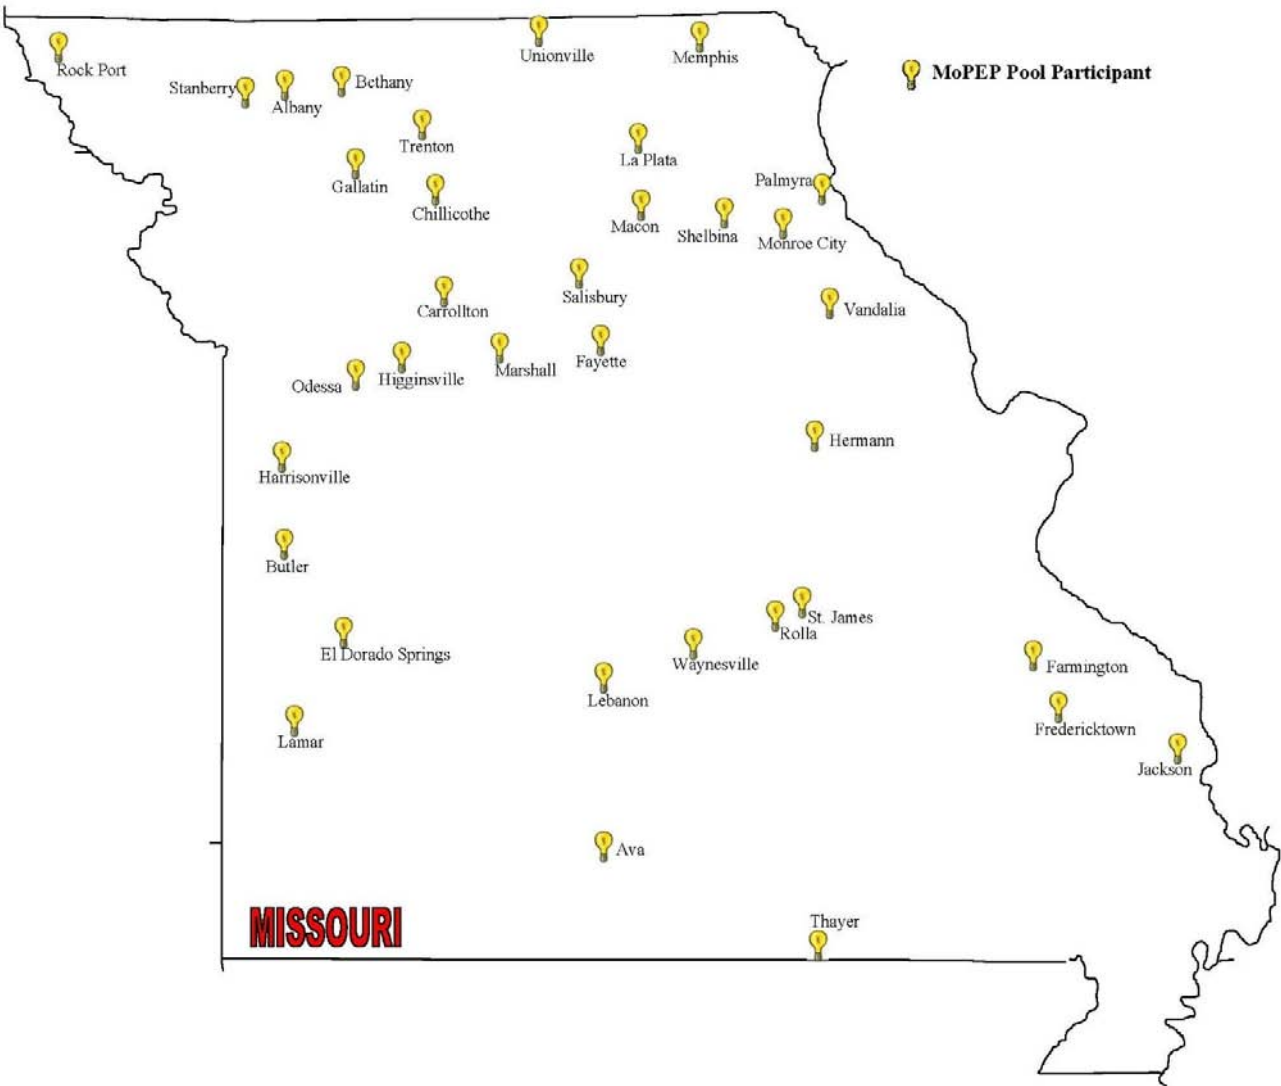 Unionville
Memphis
Rock Port
MoPEP Pool Participant
Stanberry
Albany
Bethany
Trenton
La Plata
Gallatin
Chillicothe
Palmyra
Macon
Shelbina
Monroe City
Salisbury
Carrollton
Vandalia
Fayette
Marshall
Higginsville
Odessa
Hermann
Harrisonville
Butler
St. James
Rolla
El Dorado Springs
Waynesville
Farmington
Lebanon
Fredericktown
Lamar
Jackson
Ava
MISSOURI
Thayer